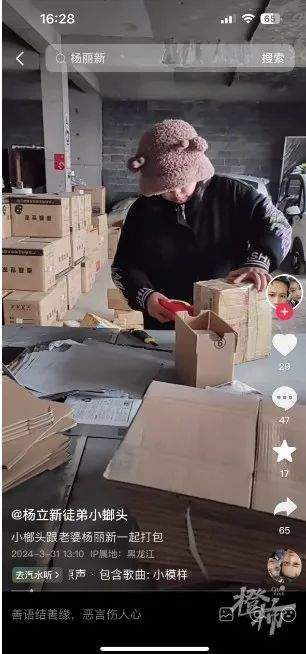 16:28
65
杨丽新
搜索
29
47
17
65
@杨立新徒弟小螂头
小榔头跟老婆杨丽新一起打包
2024-3-31 13:10 IP属地：黑龙江
去汽水听 原声 · 包含歌曲: 小模样
善语结善缘，恶言伤人心
橙柿